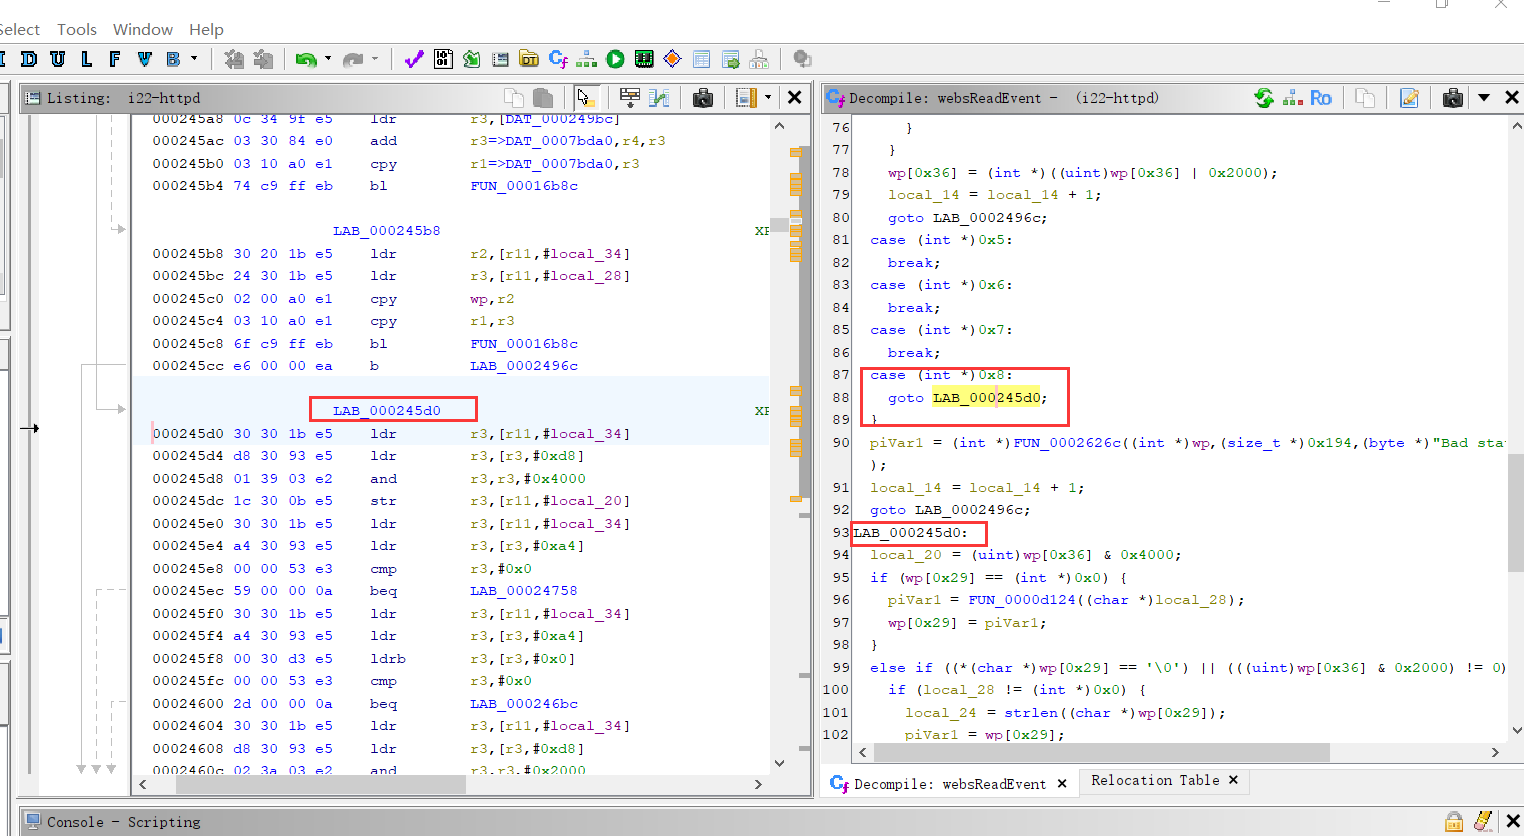 Select Tools Window Help
I D U L F V B
Listing: i22-httpd
000245a8 0c 34 9f e5 ldr r3,[DAT_000249bc]
000245ac 03 30 84 e0 add r3=>DAT_0007bda0,r4,r3
000245b0 03 10 a0 e1 cpy r1=>DAT_0007bda0,r3
000245b4 74 c9 ff eb bl FUN_00016b8c
LAB_000245b8
000245b8 30 20 1b e5 ldr r2,[r11,#local_34]
000245bc 24 30 1b e5 ldr r3,[r11,#local_28]
000245c0 02 00 a0 e1 cpy wp,r2
000245c4 03 10 a0 e1 cpy r1,r3
000245c8 6f c9 ff eb bl FUN_00016b8c
000245cc e6 00 00 ea b LAB_0002496c
LAB_000245d0
000245d0 30 30 1b e5 ldr r3,[r11,#local_34]
000245d4 d8 30 93 e5 ldr r3,[r3,#0xd8]
000245d8 01 39 03 e2 and r3,r3,#0x4000
000245dc 1c 30 0b e5 str r3,[r11,#local_20]
000245e0 30 30 1b e5 ldr r3,[r11,#local_34]
000245e4 a4 30 93 e5 ldr r3,[r3,#0xa4]
000245e8 00 00 53 e3 cmp r3,#0x0
000245ec 59 00 00 0a beq LAB_00024758
000245f0 30 30 1b e5 ldr r3,[r11,#local_34]
000245f4 a4 30 93 e5 ldr r3,[r3,#0xa4]
000245f8 00 30 d3 e5 ldrb r3,[r3,#0x0]
000245fc 00 00 53 e3 cmp r3,#0x0
00024600 2d 00 00 0a beq LAB_000246bc
00024604 30 30 1b e5 ldr r3,[r11,#local_34]
00024608 d8 30 93 e5 ldr r3,[r3,#0xd8]
0002460c 02 3a 03 e2 and r3,r3,#0x2000
Decompile: websReadEvent - (i22-httpd)
Ro
76 }
77 }
78 wp[0x36] = (int *)((uint)wp[0x36] | 0x2000);
79 local_14 = local_14 + 1;
80 goto LAB_0002496c;
81 case (int *)0x5:
82 break;
83 case (int *)0x6:
84 break;
85 case (int *)0x7:
86 break;
87 case (int *)0x8:
88 goto LAB_000245d0;
89 }
90 piVar1 = (int *)FUN_0002626c((int *)wp,(size_t *)0x194,(byte *)"Bad sta
);
91 local_14 = local_14 + 1;
92 goto LAB_0002496c;
93 LAB_000245d0:
94 local_20 = (uint)wp[0x36] & 0x4000;
95 if (wp[0x29] == (int *)0x0) {
96 piVar1 = FUN_0000d124((char *)local_28);
97 wp[0x29] = piVar1;
98 }
99 else if ((*(char *)wp[0x29] == '\0') || (((uint)wp[0x36] & 0x2000) != 0)
100 if (local_28 != (int *)0x0) {
101 local_24 = strlen((char *)wp[0x29]);
102 piVar1 = wp[0x29];
Decompile: websReadEvent
Relocation Table
Console - Scripting